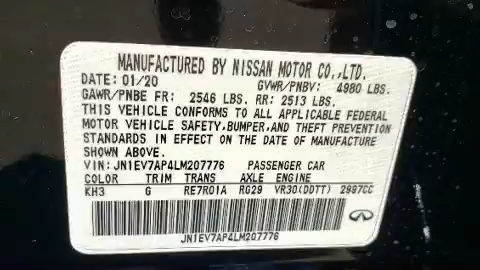 MANUFACTURED BY NISSAN MOTOR CO.,LTD.
DATE: 01/20 GVWR/PNBV: 4980 LBS.
GAWR/PNBE FR: 2546 LBS. RR: 2513 LBS.
THIS VEHICLE CONFORMS TO ALL APPLICABLE FEDERAL
MOTOR VEHICLE SAFETY,BUMPER,AND THEFT PREVENTION
STANDARDS IN EFFECT ON THE DATE OF MANUFACTURE
SHOWN ABOVE.
VIN: JN1EV7AP4LM207776 PASSENGER CAR
COLOR TRIM TRANS AXLE ENGINE
KH3 G RE7R01A RG29 VR30(DDTT) 2997CC
JN1EV7AP4LM207776